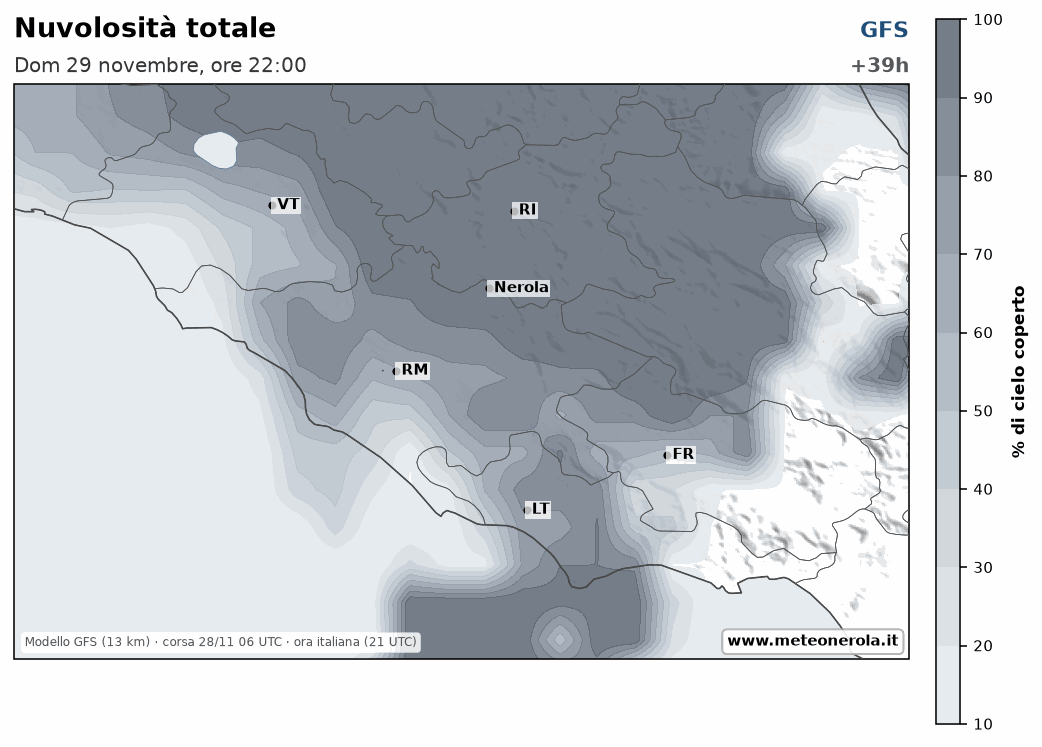 Nuvolosità totale
GFS
Dom 29 novembre, ore 22:00
+39h
VT
RI
Nerola
RM
FR
LT
Modello GFS (13 km) · corsa 28/11 06 UTC · ora italiana (21 UTC)
www.meteonerola.it
100
90
80
70
60
50
40
30
20
10
% di cielo coperto